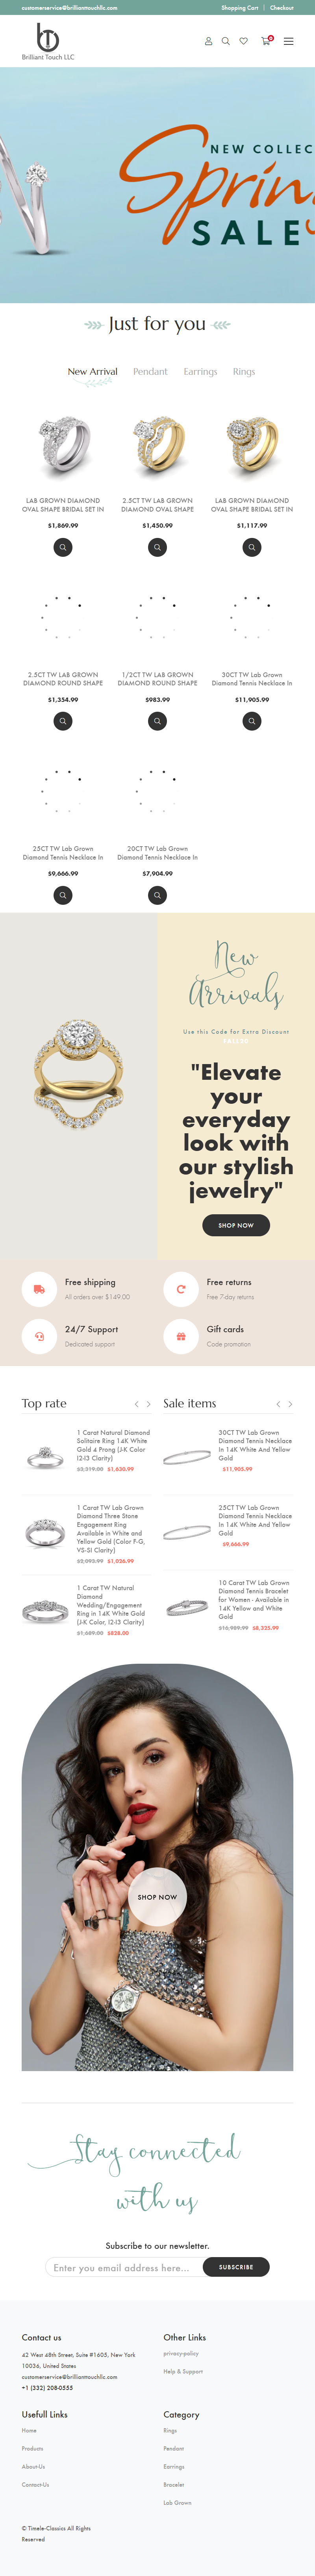 customerservice@brillianttouchllc.com
Shopping Cart | Checkout
Brilliant Touch LLC
0
NEW COLLEC
Spring
SALE
Just for you
New Arrival Pendant Earrings Rings
LAB GROWN DIAMOND
OVAL SHAPE BRIDAL SET IN
$1,869.99
2.5CT TW LAB GROWN
DIAMOND OVAL SHAPE
$1,450.99
LAB GROWN DIAMOND
OVAL SHAPE BRIDAL SET IN
$1,117.99
2.5CT TW LAB GROWN
DIAMOND ROUND SHAPE
$1,354.99
1/2CT TW LAB GROWN
DIAMOND ROUND SHAPE
$983.99
30CT TW Lab Grown
Diamond Tennis Necklace In
$11,905.99
25CT TW Lab Grown
Diamond Tennis Necklace In
$9,666.99
20CT TW Lab Grown
Diamond Tennis Necklace In
$7,904.99
New
Arrivals
Use this Code for Extra Discount
"Elevate
your
everyday
look with
our stylish
jewelry"
SHOP NOW
Free shipping
All orders over $149.00
Free returns
Free 7-day returns
24/7 Support
Dedicated support
Gift cards
Code promotion
Top rate
1 Carat Natural Diamond
Solitaire Ring 14K White
Gold 4 Prong (J-K Color
I2-I3 Clarity)
$3,319.00 $1,630.99
1 Carat TW Lab Grown
Diamond Three Stone
Engagement Ring
Available in White and
Yellow Gold (Color F-G,
VS-SI Clarity)
$2,093.99 $1,026.99
1 Carat TW Natural
Diamond
Wedding/Engagement
Ring in 14K White Gold
(J-K Color, I2-I3 Clarity)
$1,689.00 $828.00
Sale items
30CT TW Lab Grown
Diamond Tennis Necklace
In 14K White And Yellow
Gold
$11,905.99
25CT TW Lab Grown
Diamond Tennis Necklace
In 14K White And Yellow
Gold
$9,666.99
10 Carat TW Lab Grown
Diamond Tennis Bracelet
for Women - Available in
14K Yellow and White
Gold
$16,989.99 $8,325.99
SHOP NOW
Stay connected
with us
Subscribe to our newsletter.
Enter you email address here...
SUBSCRIBE
Contact us
42 West 48th Street, Suite #1605, New York
10036, United States
customerservice@brillianttouchllc.com
+1 (332) 208-0555
Other Links
privacy-policy
Help & Support
Usefull Links
Home
Products
About-Us
Contact-Us
Category
Rings
Pendant
Earrings
Bracelet
Lab Grown
© Timele-Classics All Rights
Reserved